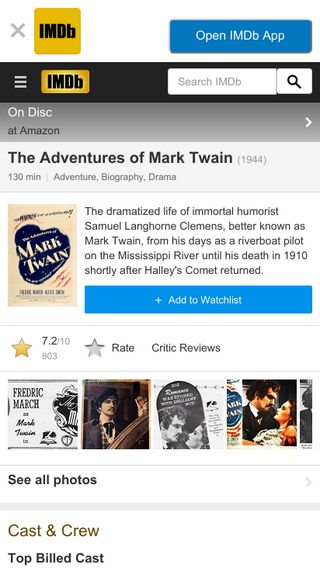 IMDb
Open IMDb App
IMDb
Search IMDb
On Disc
at Amazon
The Adventures of Mark Twain (1944)
130 min | Adventure, Biography, Drama
The Adventures of
MARK
TWAIN
FREDRIC MARCH ALEXIS SMITH
The dramatized life of immortal humorist
Samuel Langhorne Clemens, better known as
Mark Twain, from his days as a riverboat pilot
on the Mississippi River until his death in 1910
shortly after Halley's Comet returned.
+ Add to Watchlist
7.2/10
803
Rate
Critic Reviews
FREDRIC
MARCH
as
Mark
Twain
in
See all photos
Cast & Crew
Top Billed Cast